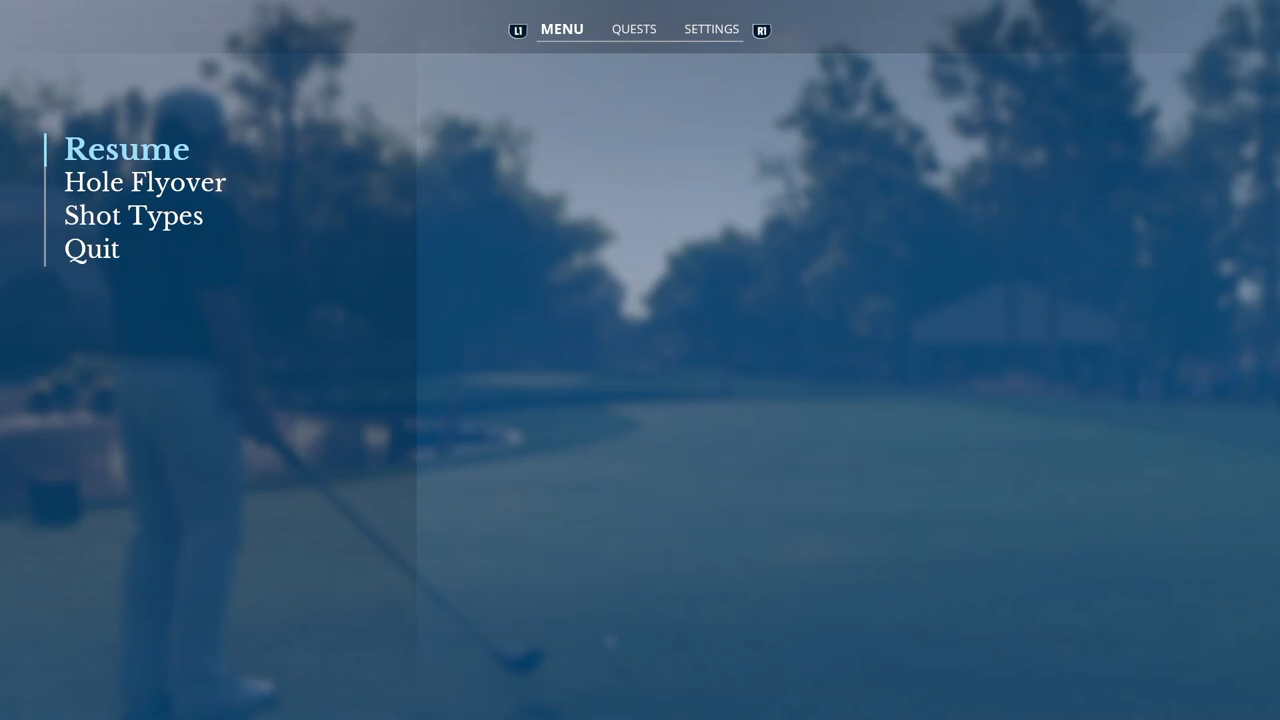 L1 MENU QUESTS SETTINGS R1
Resume
Hole Flyover
Shot Types
Quit